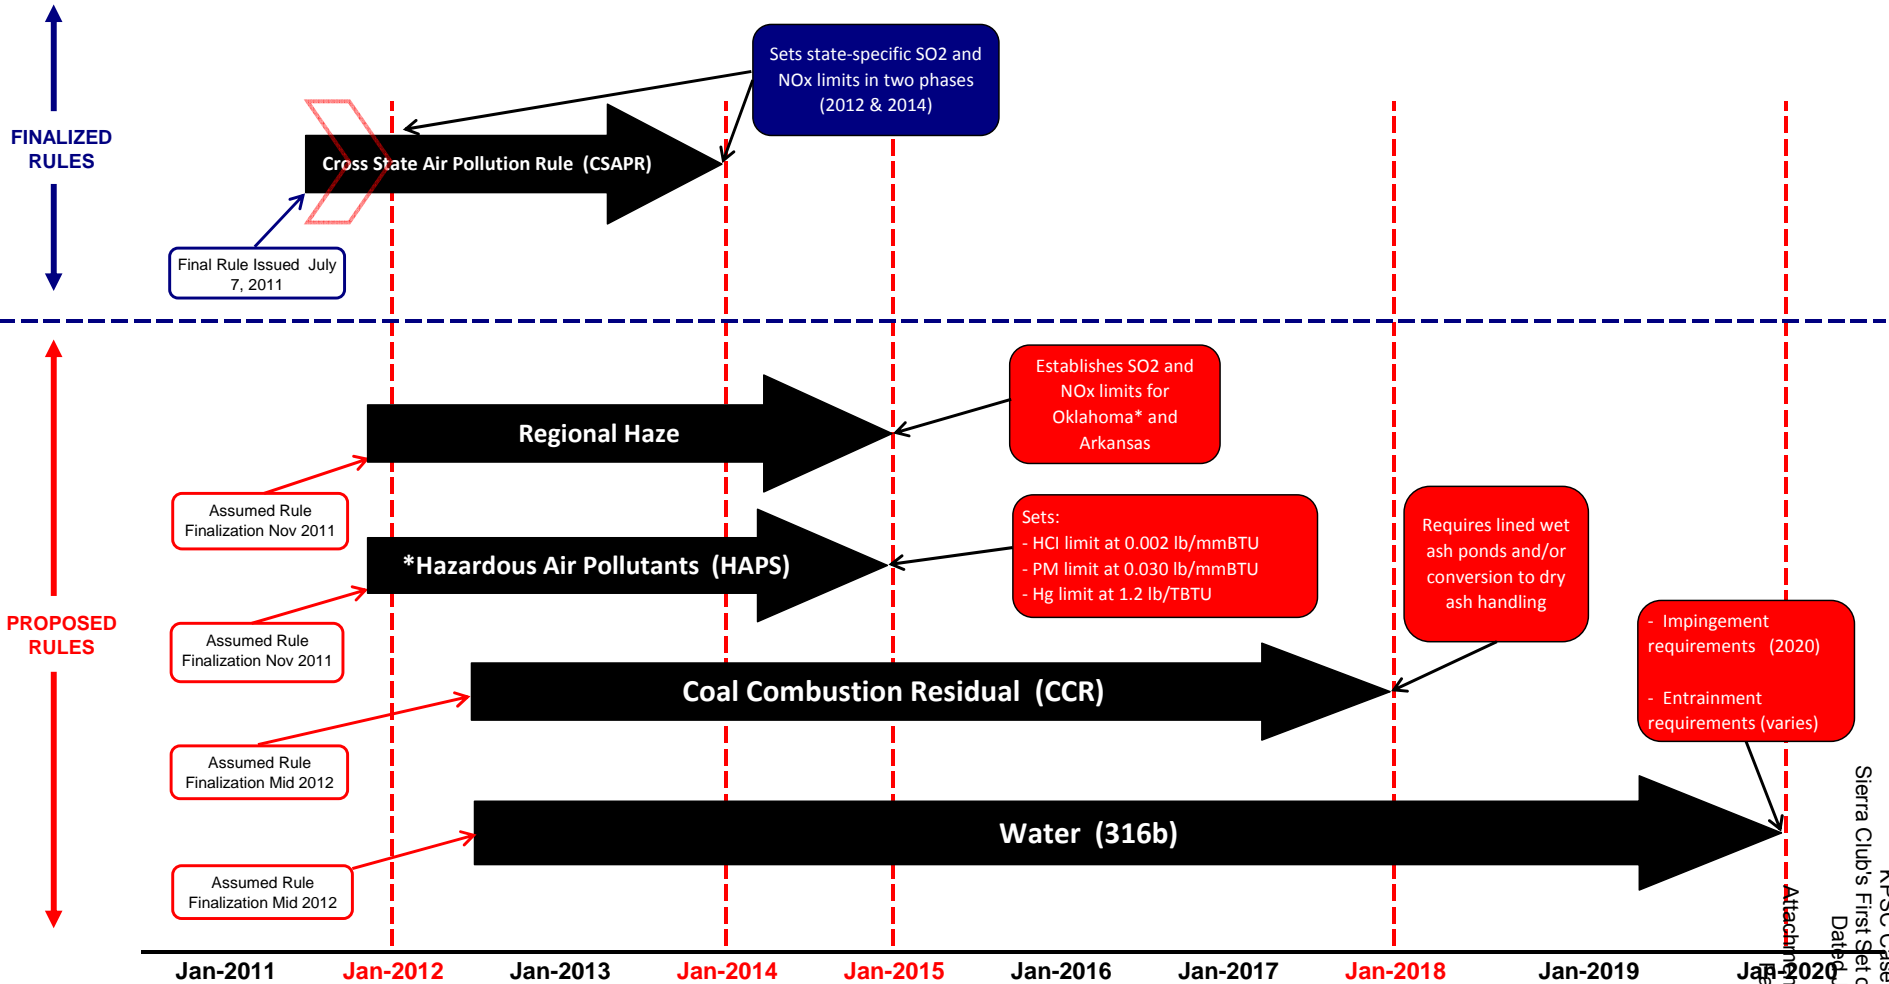 FINALIZED
RULES
Sets state-specific SO2 and
NOx limits in two phases
(2012 & 2014)
Cross State Air Pollution Rule (CSAPR)
Final Rule Issued July
7, 2011
PROPOSED
RULES
Establishes SO2 and
NOx limits for
Oklahoma* and
Arkansas
Regional Haze
Assumed Rule
Finalization Nov 2011
Sets:
- HCl limit at 0.002 lb/mmBTU
- PM limit at 0.030 lb/mmBTU
- Hg limit at 1.2 lb/TBTU
*Hazardous Air Pollutants (HAPS)
Assumed Rule
Finalization Nov 2011
Requires lined wet
ash ponds and/or
conversion to dry
ash handling
Coal Combustion Residual (CCR)
Assumed Rule
Finalization Mid 2012
- Impingement
requirements (2020)
- Entrainment
requirements (varies)
Water (316b)
Assumed Rule
Finalization Mid 2012
Jan-2011 Jan-2012 Jan-2013 Jan-2014 Jan-2015 Jan-2016 Jan-2017 Jan-2018 Jan-2019 Jan-2020
KPSC Case
Sierra Club's First Set
Dated